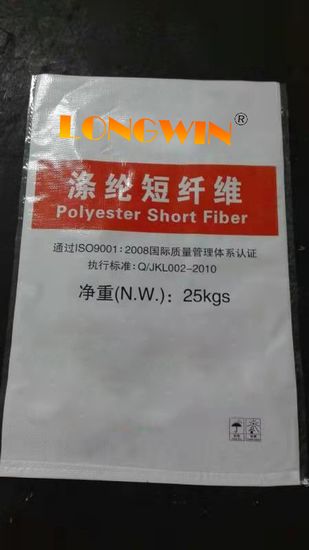 LONGWIN®
涤纶短纤维
Polyester Short Fiber
通过ISO9001:2008国际质量管理体系认证
执行标准:Q/JKL002-2010
净重(N.W.): 25kgs